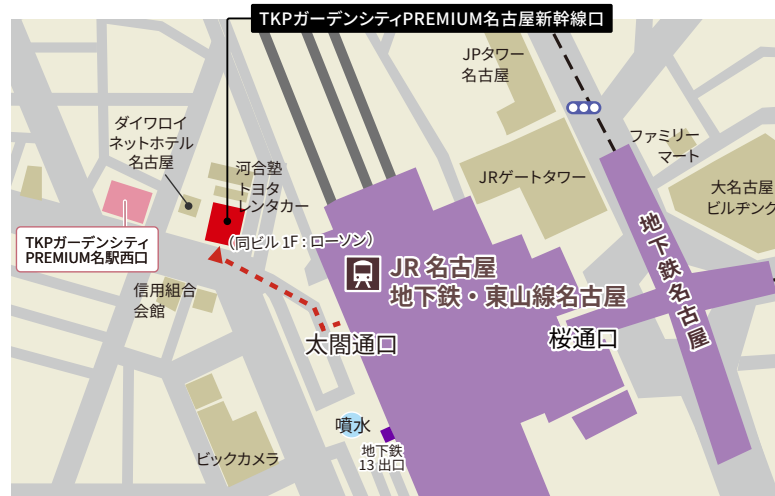 TKPガーデンシティPREMIUM名古屋新幹線口
JPタワー
名古屋
ダイワロイ
ネットホテル
名古屋
河合塾
トヨタ
レンタカー
JRゲートタワー
ファミリー
マート
大名古屋
ビルヂング
TKPガーデンシティ
PREMIUM名駅西口
（同ビル 1F : ローソン）
JR 名古屋
地下鉄・東山線名古屋
地下鉄名古屋
信用組合
会館
太閤通口
桜通口
噴水
地下鉄
13 出口
ビックカメラ